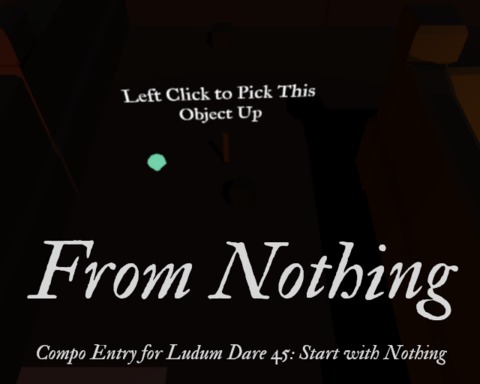 Left Click to Pick This
Object Up
From Nothing
Compo Entry for Ludum Dare 45: Start with Nothing